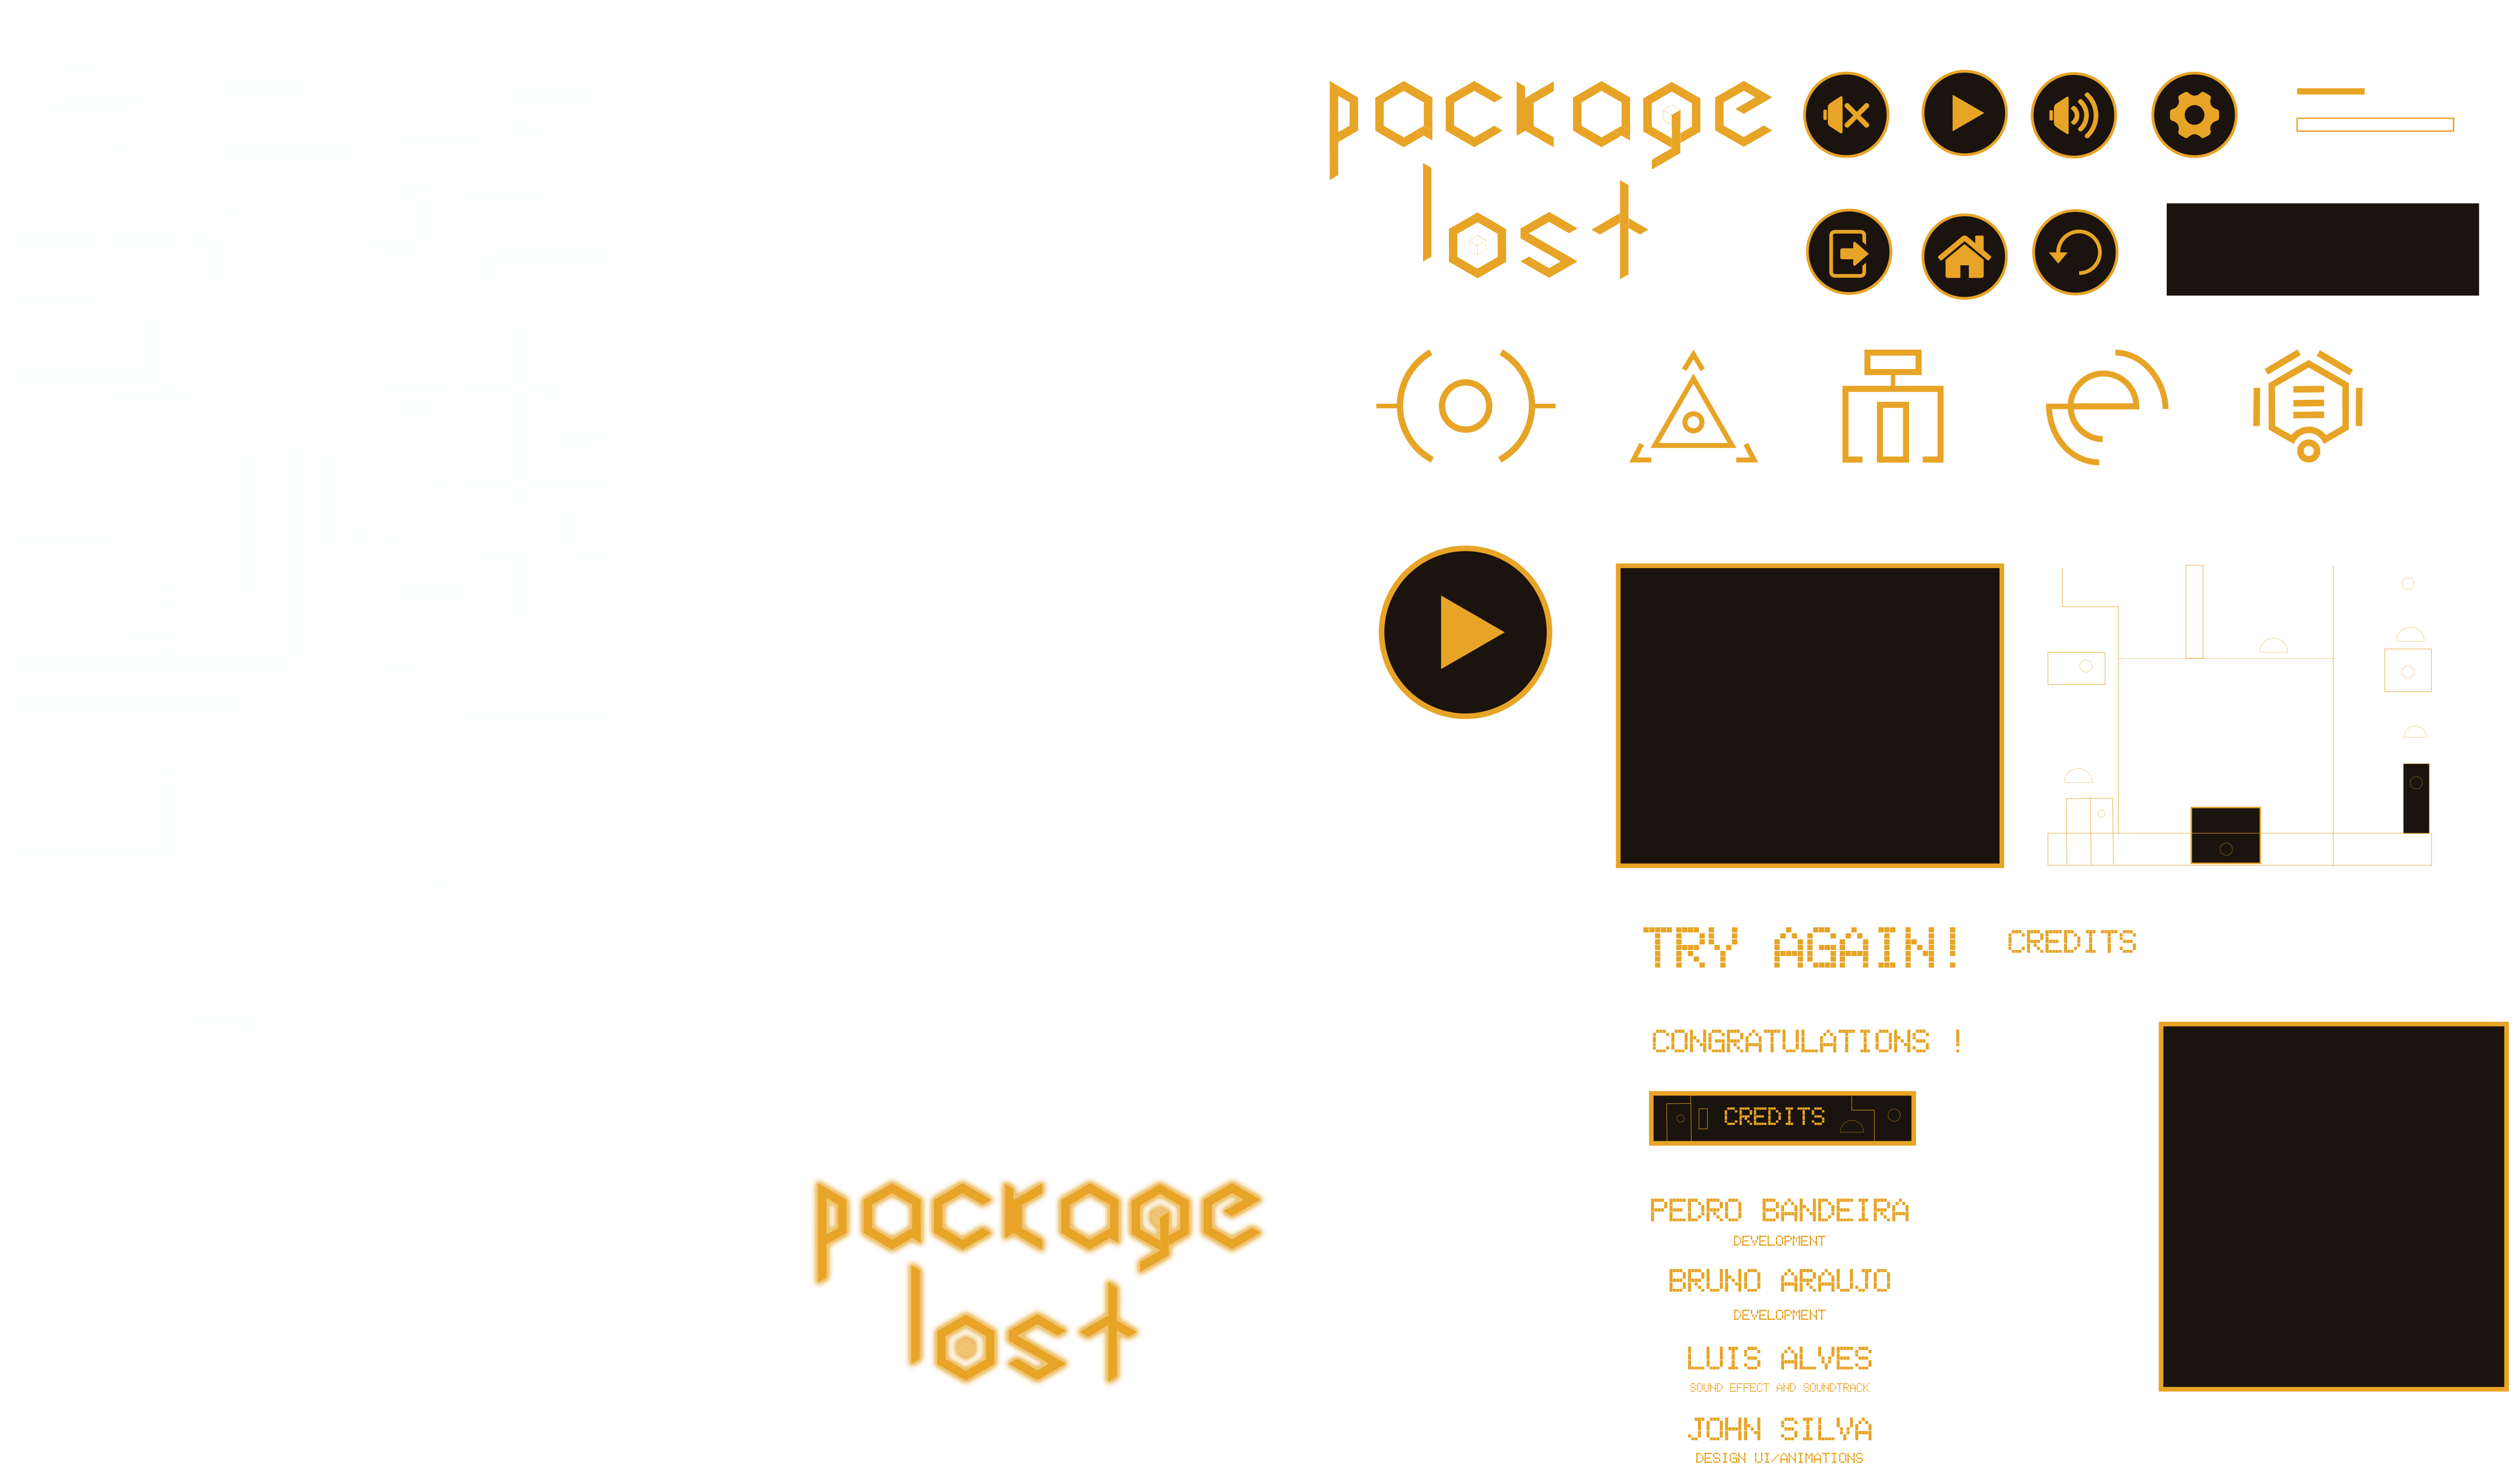 package
lost
TRY AGAIN!
CREDITS
CONGRATULATIONS !
CREDITS
package
lost
PEDRO BANDEIRA
DEVELOPMENT
BRUNO ARAUJO
DEVELOPMENT
LUIS ALVES
SOUND EFFECT AND SOUNDTRACK
JOHN SILVA
DESIGN UI/ANIMATIONS